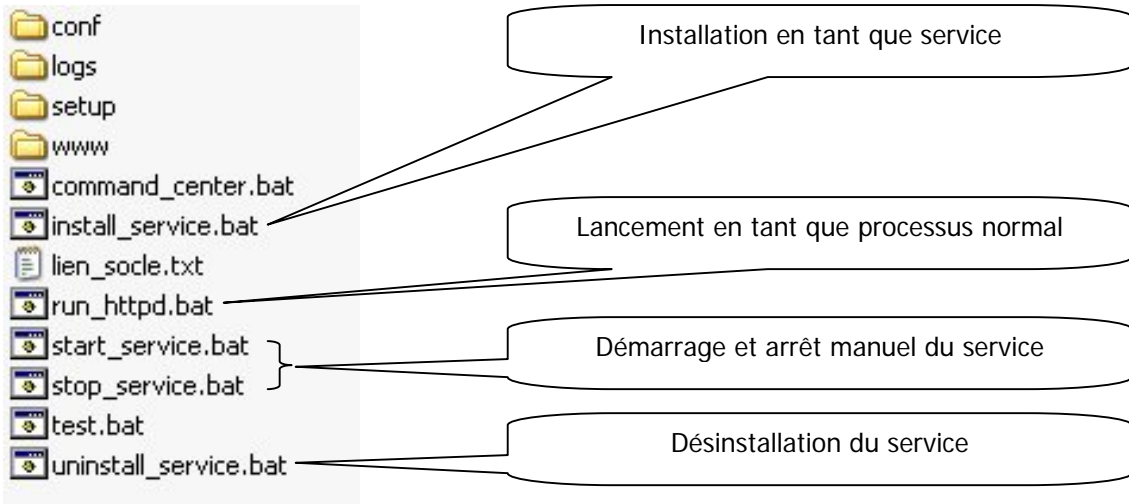 conf
logs
setup
www
command_center.bat
install_service.bat
lien_socle.txt
run_httpd.bat
start_service.bat
stop_service.bat
test.bat
uninstall_service.bat
Installation en tant que service
Lancement en tant que processus normal
Démarrage et arrêt manuel du service
Désinstallation du service